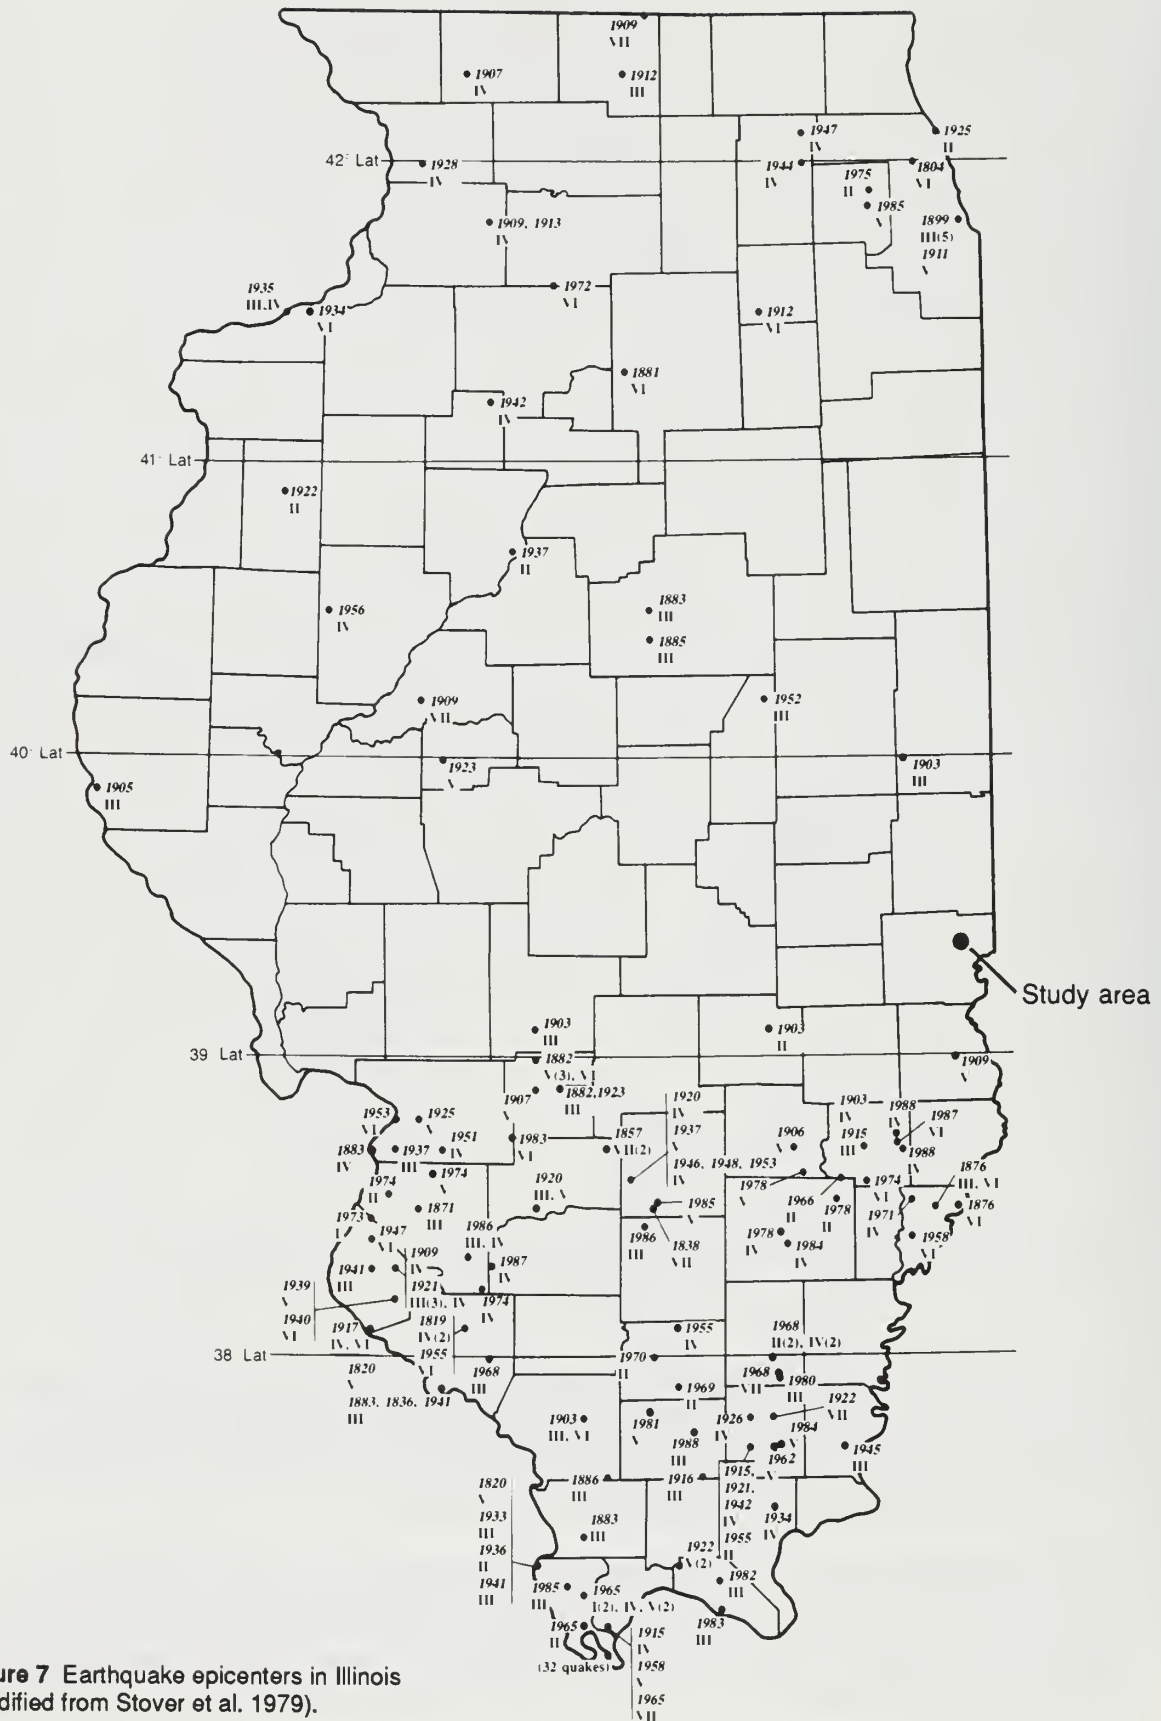 1909
VII
1907
IV
1912
III
1947
IV
1925
II
42° Lat
1928
IV
1944
IV
1804
VI
1975
II
1985
V
1909, 1913
IV
1899
III(5)
1911
V
1935
III,IV
1934
VI
1972
VI
1912
VI
1881
VI
1942
IV
41° Lat
1922
II
1937
II
1956
IV
1883
III
1885
III
1909
VII
1952
III
40° Lat
1923
V
1903
III
1905
III
Study area
1903
III
1903
II
39 Lat
1882
V(3), VI
1909
V
1907
V
1882,1923
III
1920
IV
1937
V
1946, 1948, 1953
1903
IV
1988
IV
1987
VI
1953
VI
1925
1983
VI
1857
VII(2)
1906
V
1915
III
1988
IV
1883
IV
1937
III
1951
IV
1974
V
1974
II
1920
III, V
1978
V
1966
II
1978
II
1974
VI
1876
III, VI
1876
VI
1973
I
1871
III
1985
V
1971
IV
1947
VI
1986
III, IV
1986
III
1838
VII
1978
IV
1984
IV
1958
VI
1941
III
1909
IV
1987
IV
1939
V
1940
VI
1921
III(3), IV
1974
IV
1917
IV, VI
1819
IV(2)
1955
IV
1968
II(2), IV(2)
38 Lat
1955
VI
1968
III
1970
II
1968
VII
1980
III
1820
V
1883, 1836, 1941
III
1969
II
1922
VII
1903
III, VI
1981
V
1926
IV
1984
V
1988
III
1962
V
1945
III
1886
III
1916
III
1915,
1921,
1942
IV
1955
II
1934
IV
1820
V
1933
III
1936
II
1941
III
1883
III
1922
V(2)
1985
III
1965
I(2), IV, V(2)
1982
III
1965
II
1915
IV
1983
III
(32 quakes)
1958
V
1965
VII
ure 7 Earthquake epicenters in Illinois
dified from Stover et al. 1979).